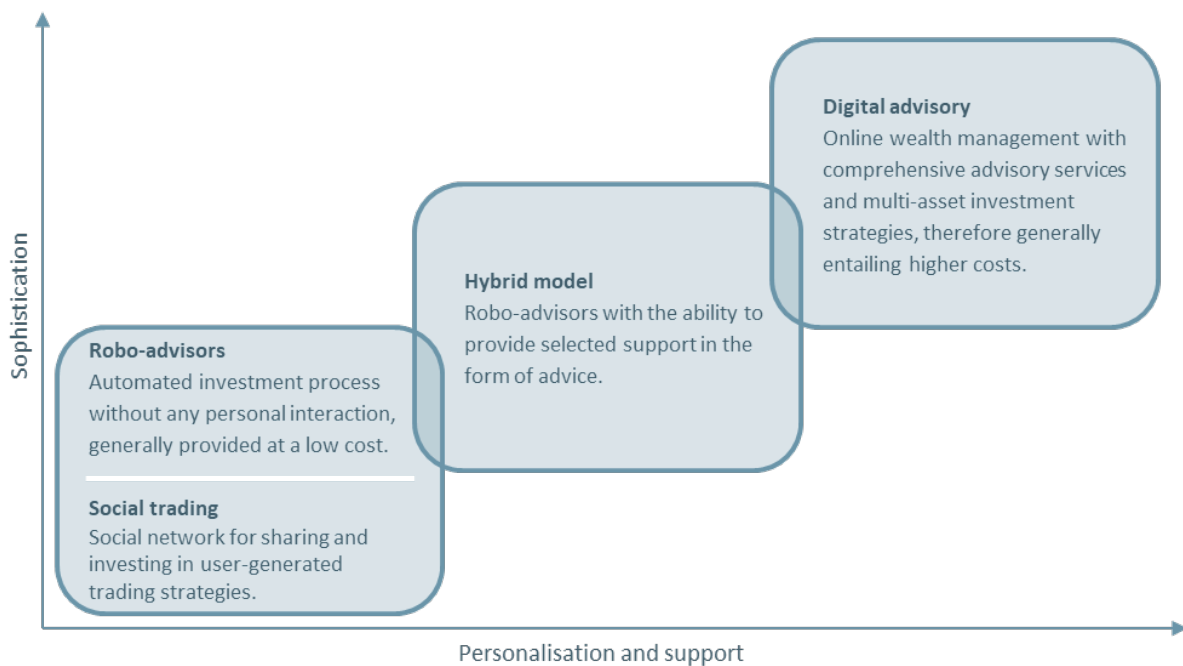 Digital advisory
Online wealth management with
comprehensive advisory services
and multi-asset investment
strategies, therefore generally
entailing higher costs.
Hybrid model
Robo-advisors with the ability to
provide selected support in the
form of advice.
Robo-advisors
Automated investment process
without any personal interaction,
generally provided at a low cost.
Social trading
Social network for sharing and
investing in user-generated
trading strategies.
Sophistication
Personalisation and support